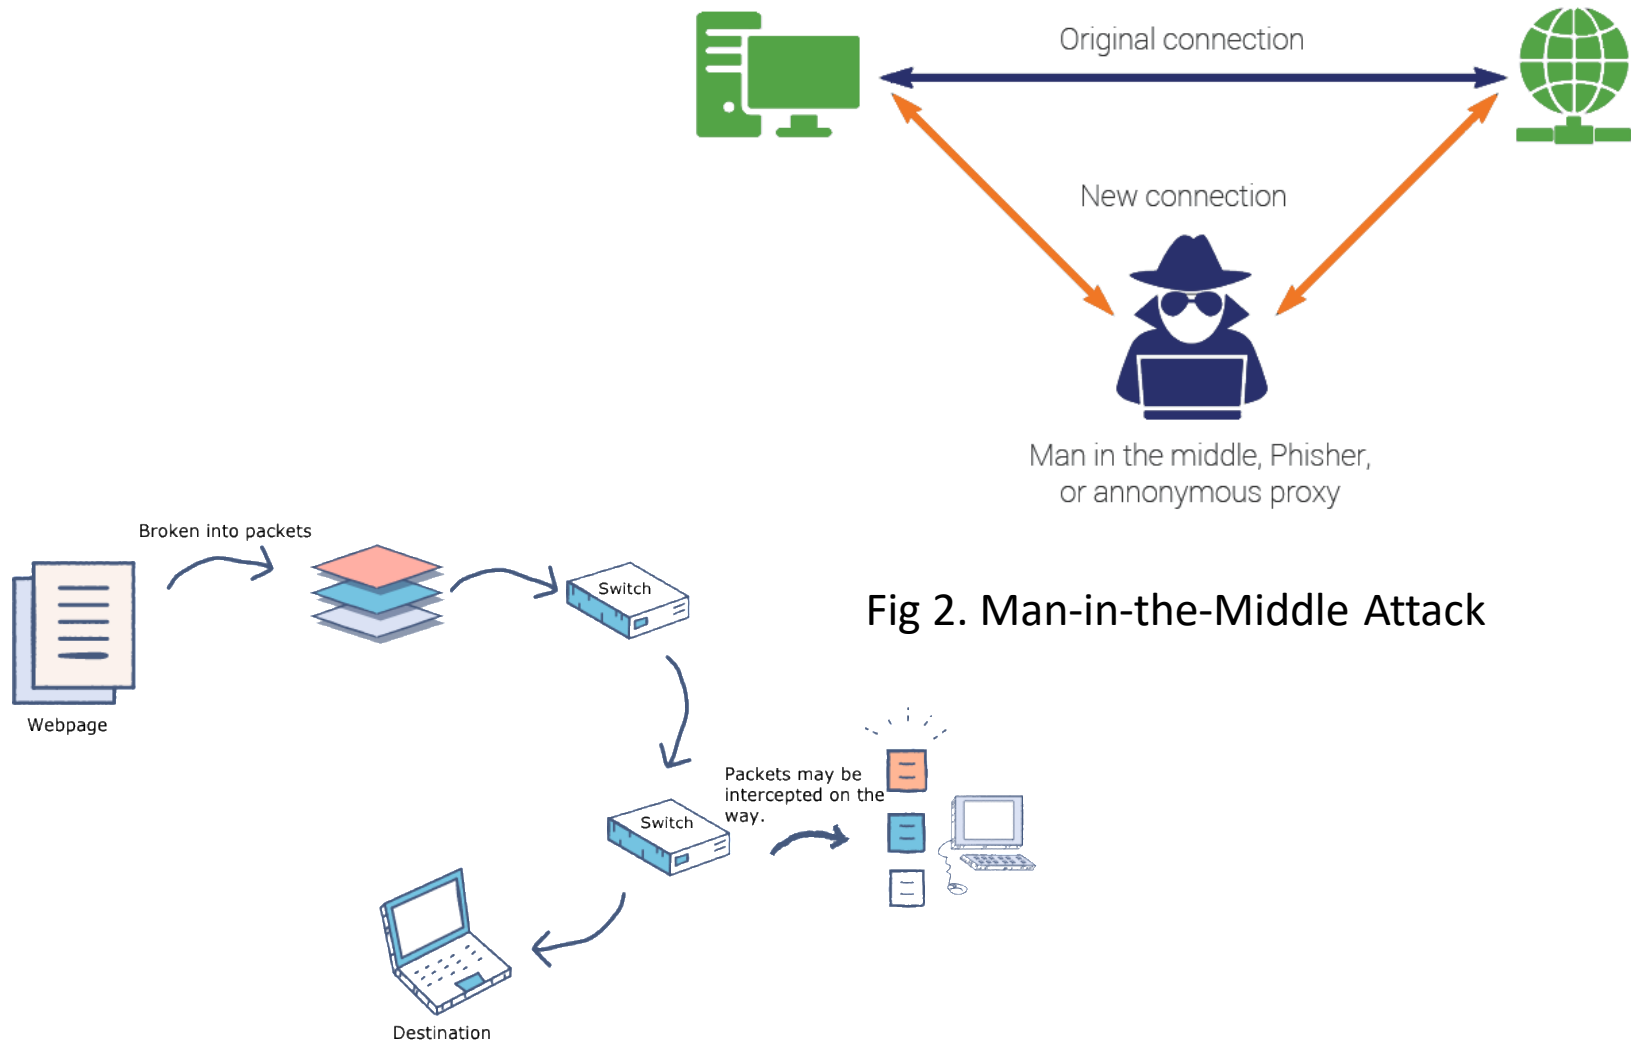 Original connection
New connection
Man in the middle, Phisher,
or annonymous proxy
Fig 2. Man-in-the-Middle Attack
Broken into packets
Switch
Webpage
Packets may be
intercepted on the
way.
Switch
Destination